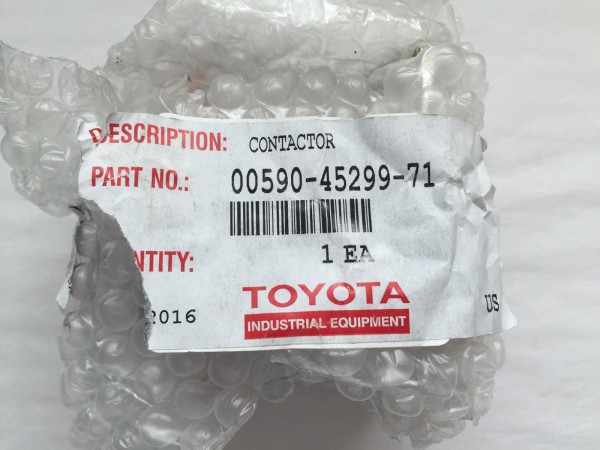 DESCRIPTION: CONTACTOR
PART NO.: 00590-45299-71
NTITY: 1 EA
2016 TOYOTA US
INDUSTRIAL EQUIPMENT